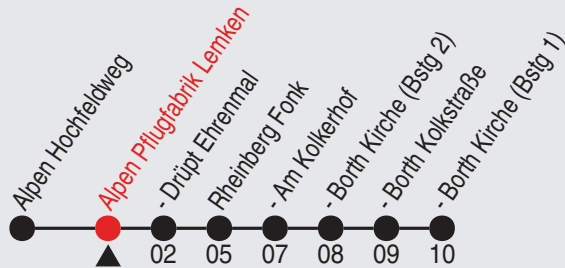 Alpen Hochfeldweg
Alpen Pflugfabrik Lemken
- Drüpt Ehrenmal
Rheinberg Fonk
- Am Kolkerhof
- Borth Kirche (Bstg 2)
- Borth Kolkstraße
- Borth Kirche (Bstg 1)
02 05 07 08 09 10